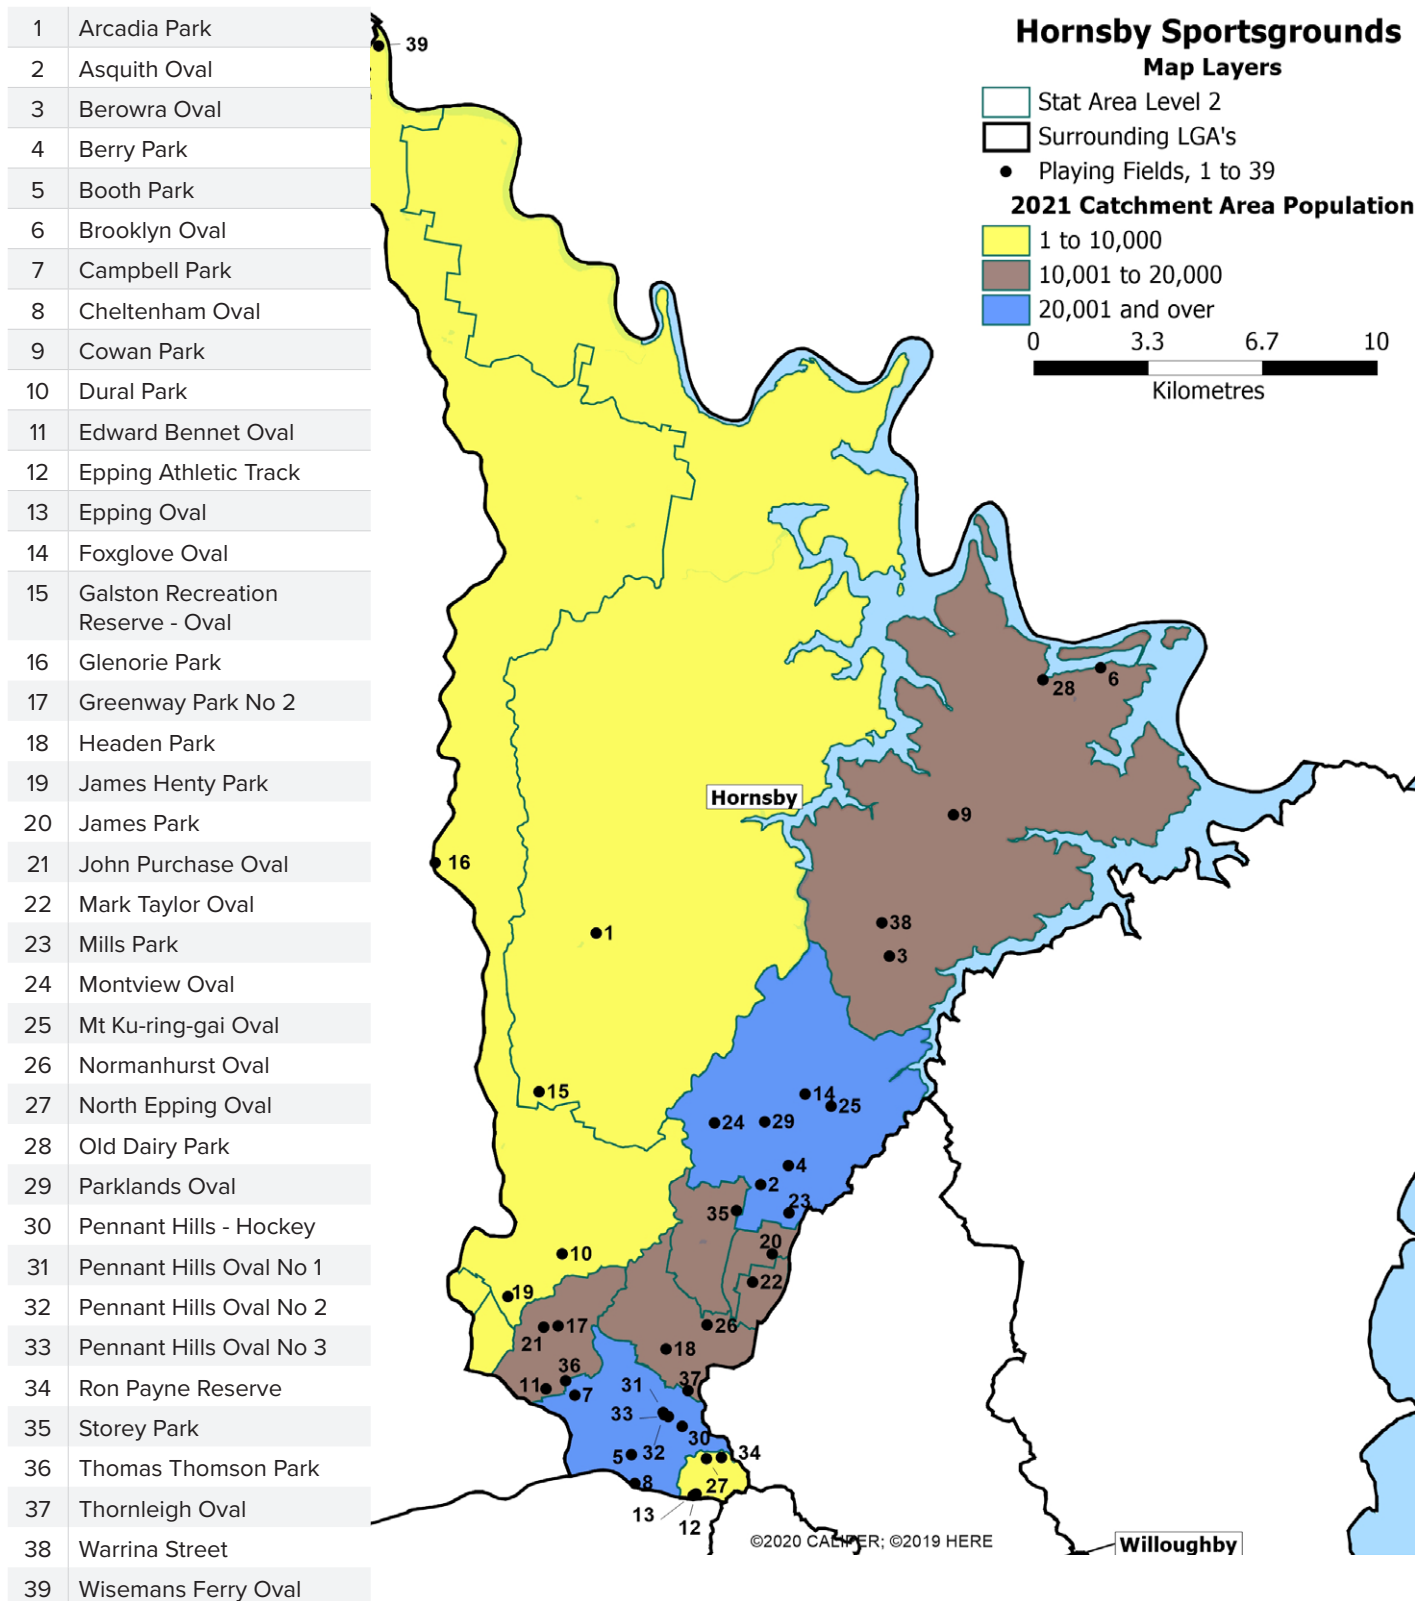 1 Arcadia Park
2 Asquith Oval
3 Berowra Oval
4 Berry Park
5 Booth Park
6 Brooklyn Oval
7 Campbell Park
8 Cheltenham Oval
9 Cowan Park
10 Dural Park
11 Edward Bennet Oval
12 Epping Athletic Track
13 Epping Oval
14 Foxglove Oval
15 Galston Recreation
Reserve - Oval
16 Glenorie Park
17 Greenway Park No 2
18 Headen Park
19 James Henty Park
20 James Park
21 John Purchase Oval
22 Mark Taylor Oval
23 Mills Park
24 Montview Oval
25 Mt Ku-ring-gai Oval
26 Normanhurst Oval
27 North Epping Oval
28 Old Dairy Park
29 Parklands Oval
30 Pennant Hills - Hockey
31 Pennant Hills Oval No 1
32 Pennant Hills Oval No 2
33 Pennant Hills Oval No 3
34 Ron Payne Reserve
35 Storey Park
36 Thomas Thomson Park
37 Thornleigh Oval
38 Warrina Street
39 Wisemans Ferry Oval
Hornsby Sportsgrounds
Map Layers
Stat Area Level 2
Surrounding LGA's
Playing Fields, 1 to 39
2021 Catchment Area Population
1 to 10,000
10,001 to 20,000
20,001 and over
0 3.3 6.7 10
Kilometres
39
28
6
Hornsby
9
16
38
1
3
15
14
25
24
29
4
2
23
35
20
10
22
19
17
26
21
18
36
11
7
37
31
33
30
32
5
34
8
27
13
12
©2020 CALIPER; ©2019 HERE
Willoughby